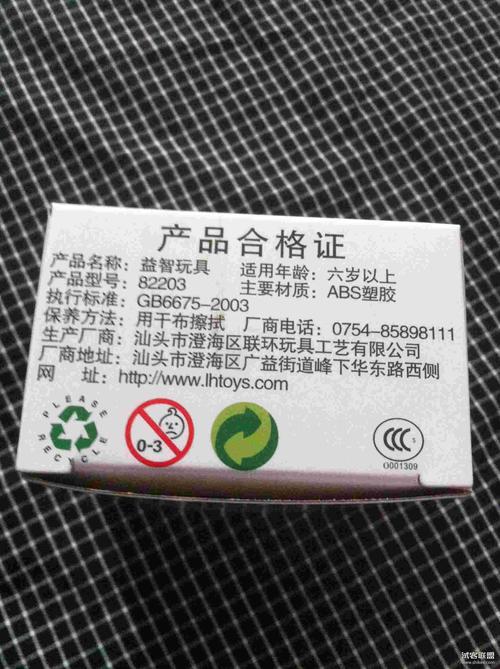 产品合格证
产品名称：益智玩具 适用年龄：六岁以上
产品型号：82203 主要材质：ABS塑胶
执行标准：GB6675-2003
保养方法：用干布擦拭 厂商电话：0754-85898111
生产厂商：汕头市澄海区联环玩具工艺有限公司
厂商地址：汕头市澄海区广益街道峰下华东路西侧
网 址：http://www.lhtoys.com
PLEASE
RECYCLE
0-3
CCC S
O001309
试客联盟